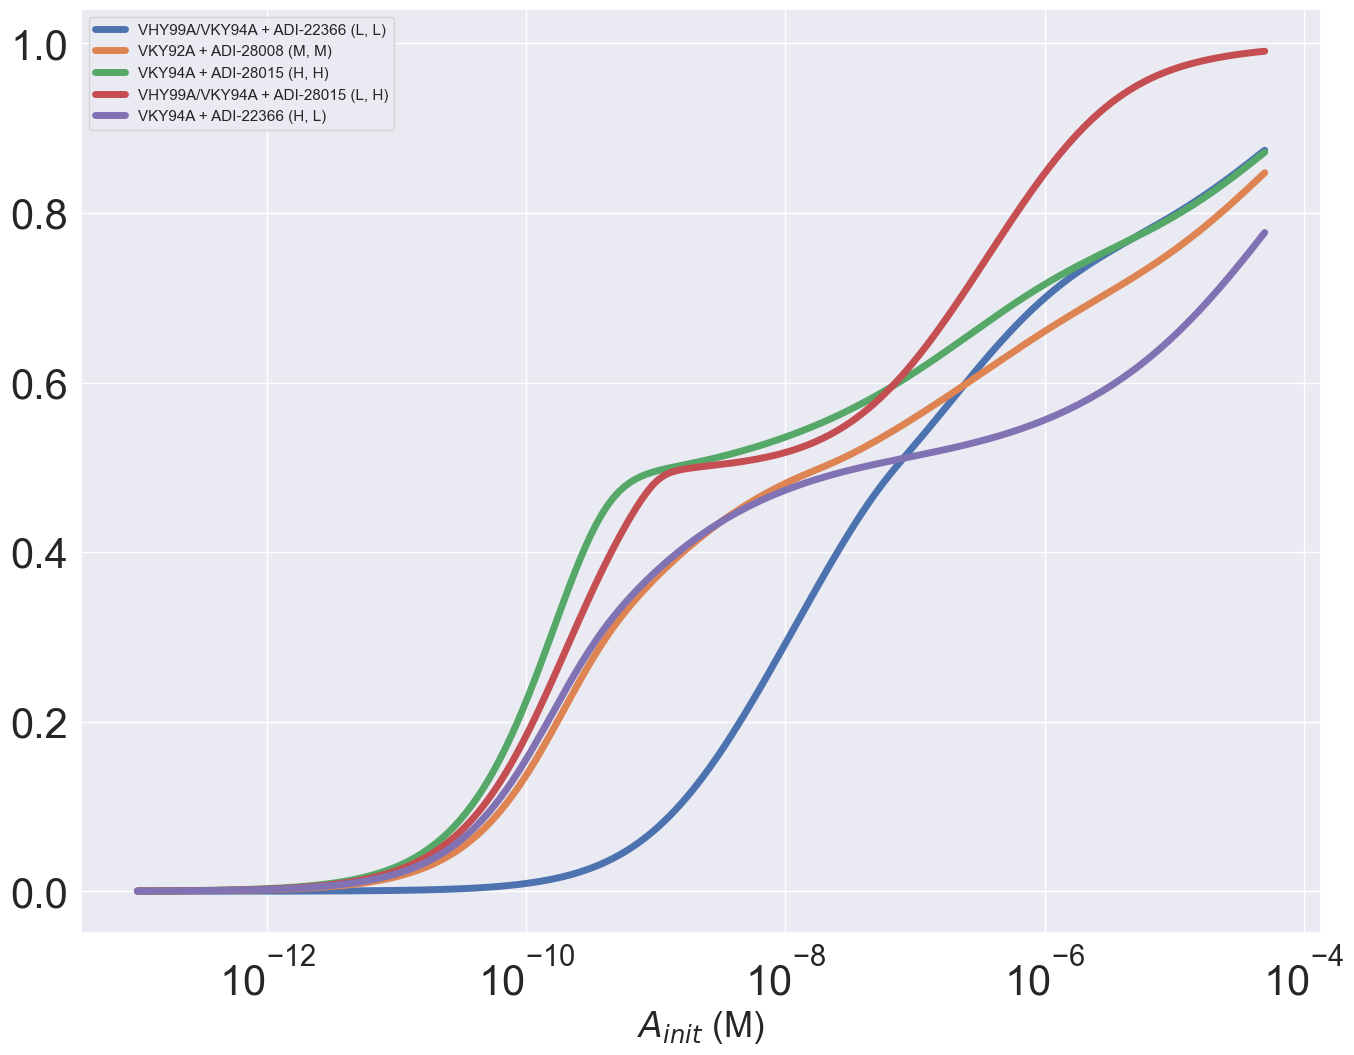 VHY99A/VKY94A + ADI-22366 (L, L)
VKY92A + ADI-28008 (M, M)
VKY94A + ADI-28015 (H, H)
VHY99A/VKY94A + ADI-28015 (L, H)
VKY94A + ADI-22366 (H, L)
1.0
0.8
0.6
0.4
0.2
0.0
10⁻¹² 10⁻¹⁰ 10⁻⁸ 10⁻⁶ 10⁻⁴
A_{init} (M)